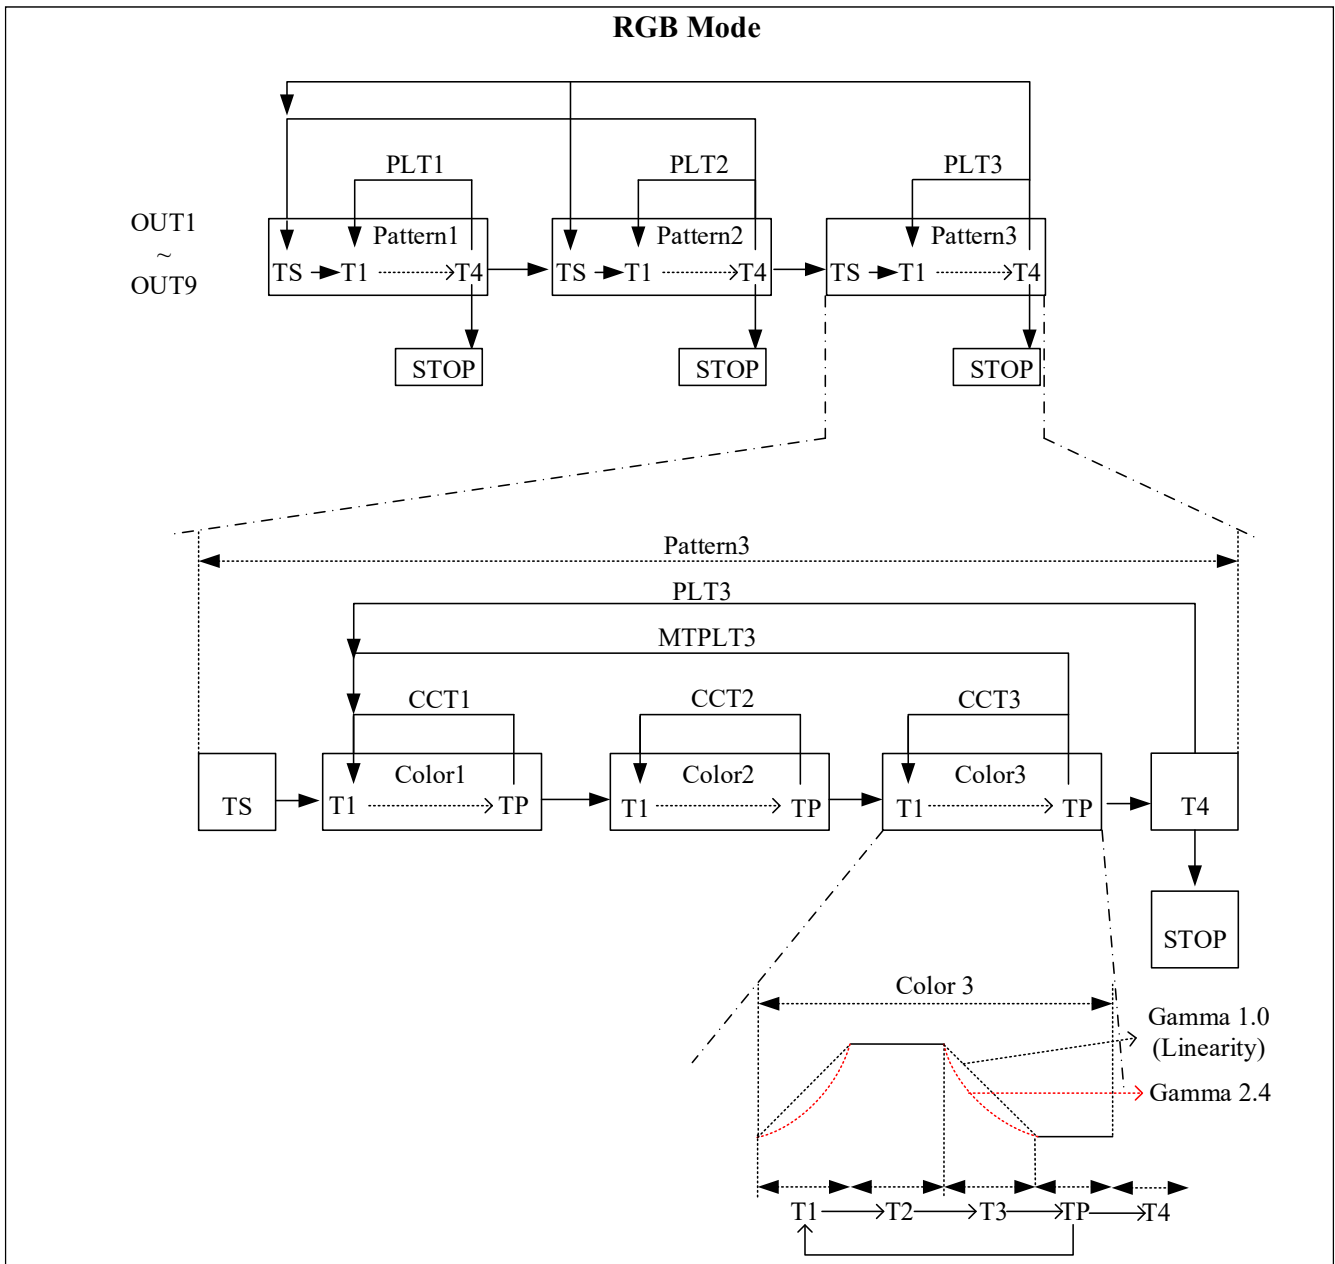 RGB Mode
PLT1
PLT2
PLT3
OUT1
~
OUT9
Pattern1
Pattern2
Pattern3
TS T1 T4
TS T1 T4
TS T1 T4
STOP
STOP
STOP
Pattern3
PLT3
MTPLT3
CCT1
CCT2
CCT3
Color1
Color2
Color3
TS
T1 TP
T1 TP
T1 TP
T4
STOP
Color 3
Gamma 1.0
(Linearity)
Gamma 2.4
T1 T2 T3 TP T4